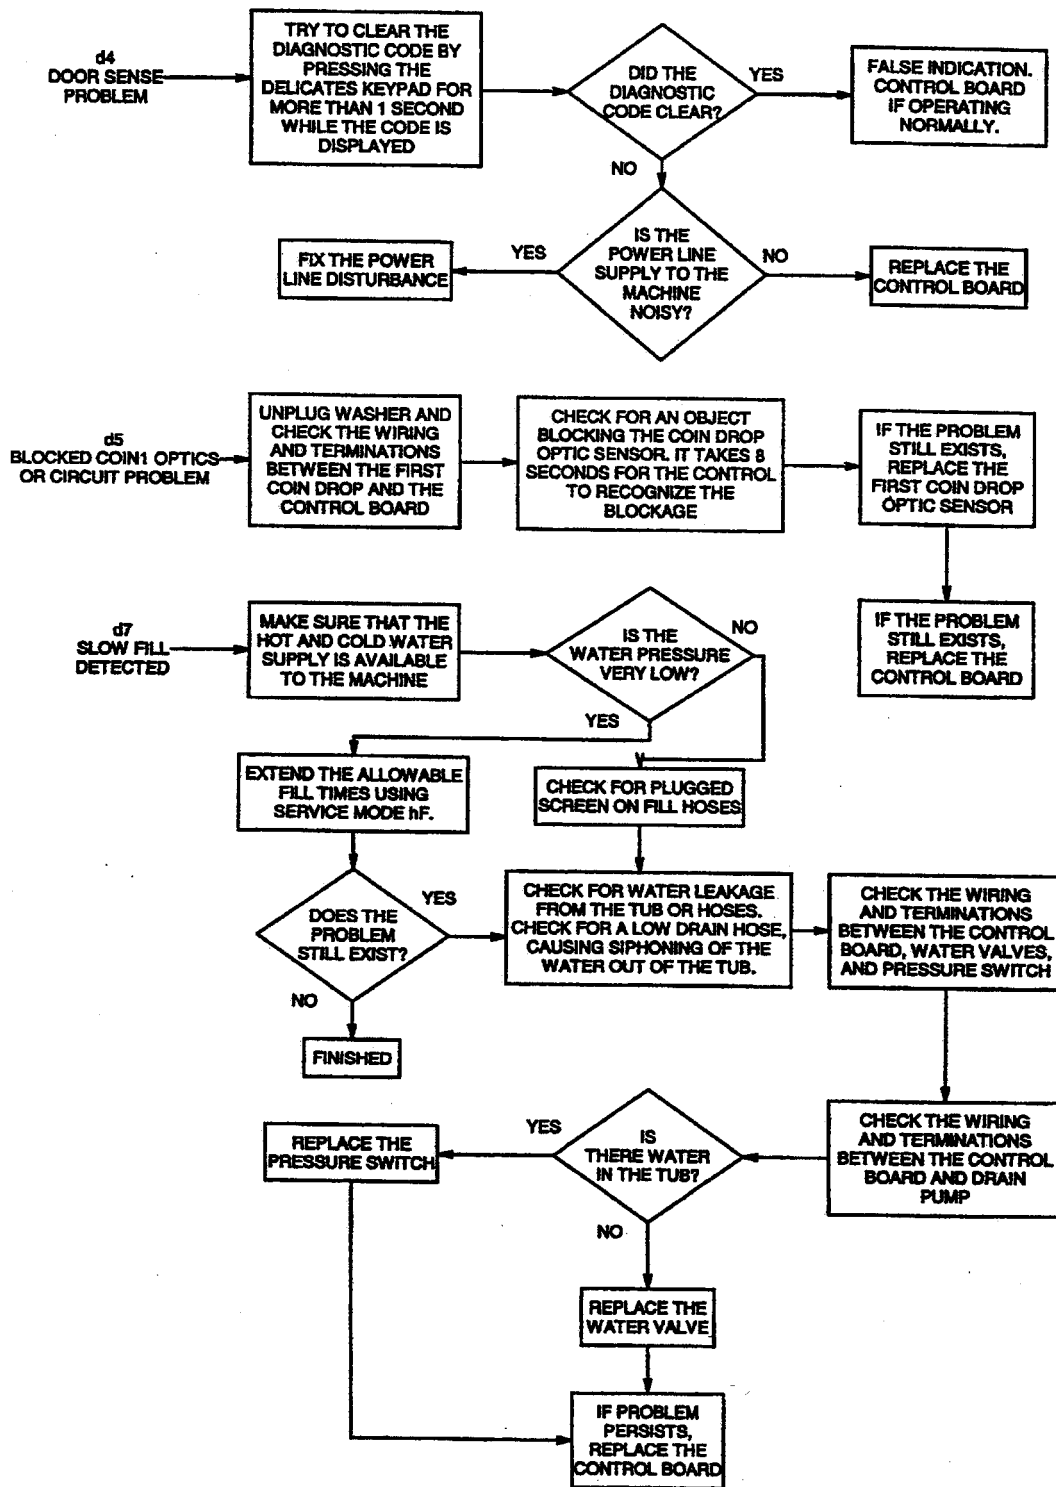 d4
DOOR SENSE
PROBLEM
TRY TO CLEAR THE
DIAGNOSTIC CODE BY
PRESSING THE
DELICATES KEYPAD FOR
MORE THAN 1 SECOND
WHILE THE CODE IS
DISPLAYED
DID THE
DIAGNOSTIC
CODE CLEAR?
YES
FALSE INDICATION.
CONTROL BOARD
IF OPERATING
NORMALLY.
NO
IS THE
POWER LINE
SUPPLY TO THE
MACHINE
NOISY?
YES
FIX THE POWER
LINE DISTURBANCE
NO
REPLACE THE
CONTROL BOARD
d5
BLOCKED COIN1 OPTICS
OR CIRCUIT PROBLEM
UNPLUG WASHER AND
CHECK THE WIRING
AND TERMINATIONS
BETWEEN THE FIRST
COIN DROP AND THE
CONTROL BOARD
CHECK FOR AN OBJECT
BLOCKING THE COIN DROP
OPTIC SENSOR. IT TAKES 8
SECONDS FOR THE CONTROL
TO RECOGNIZE THE
BLOCKAGE
IF THE PROBLEM
STILL EXISTS,
REPLACE THE
FIRST COIN DROP
OPTIC SENSOR
IF THE PROBLEM
STILL EXISTS,
REPLACE THE
CONTROL BOARD
d7
SLOW FILL
DETECTED
MAKE SURE THAT THE
HOT AND COLD WATER
SUPPLY IS AVAILABLE
TO THE MACHINE
IS THE
WATER PRESSURE
VERY LOW?
NO
YES
EXTEND THE ALLOWABLE
FILL TIMES USING
SERVICE MODE hF.
CHECK FOR PLUGGED
SCREEN ON FILL HOSES
DOES THE
PROBLEM
STILL EXIST?
YES
CHECK FOR WATER LEAKAGE
FROM THE TUB OR HOSES.
CHECK FOR A LOW DRAIN HOSE,
CAUSING SIPHONING OF THE
WATER OUT OF THE TUB.
CHECK THE WIRING
AND TERMINATIONS
BETWEEN THE CONTROL
BOARD, WATER VALVES,
AND PRESSURE SWITCH
NO
FINISHED
CHECK THE WIRING
AND TERMINATIONS
BETWEEN THE CONTROL
BOARD AND DRAIN
PUMP
IS
THERE WATER
IN THE TUB?
YES
REPLACE THE
PRESSURE SWITCH
NO
REPLACE THE
WATER VALVE
IF PROBLEM
PERSISTS,
REPLACE THE
CONTROL BOARD